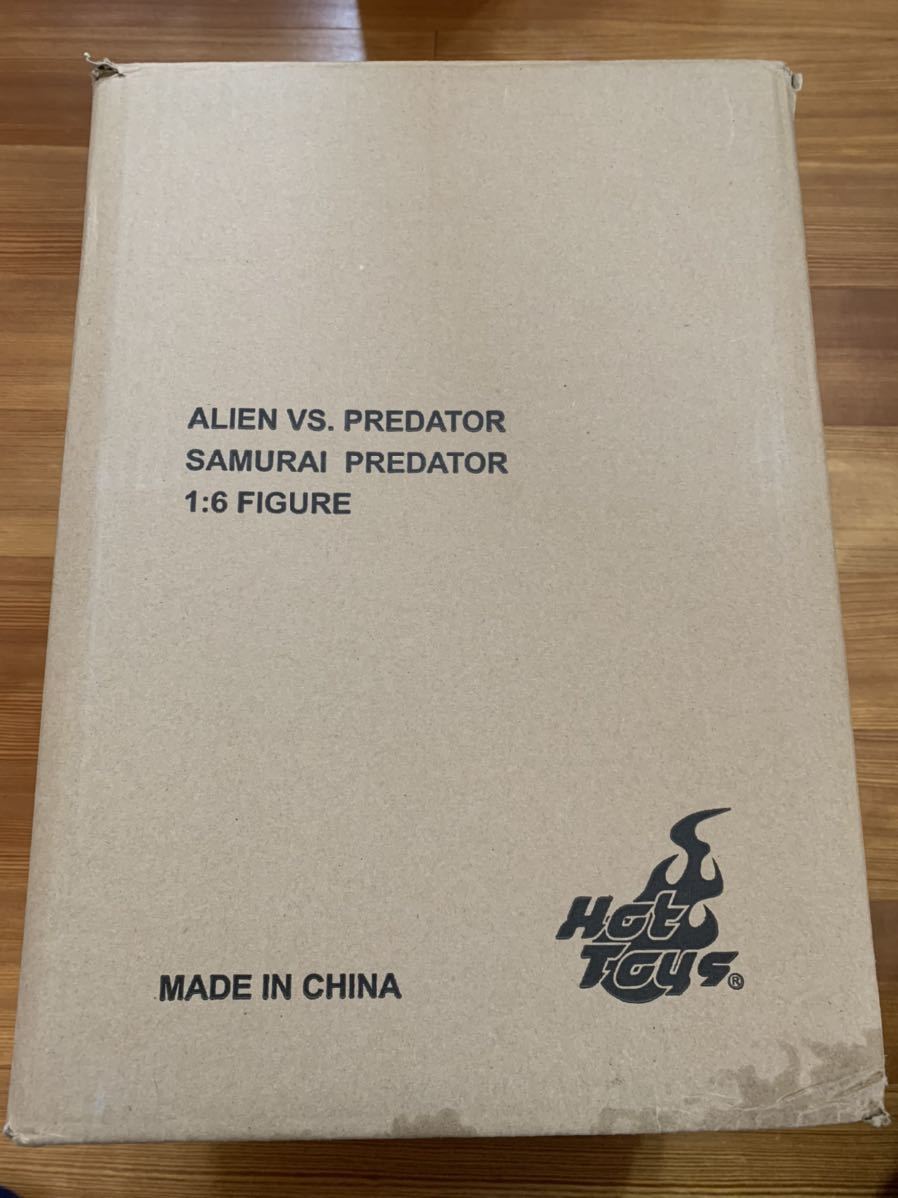 ALIEN VS. PREDATOR
SAMURAI PREDATOR
1:6 FIGURE
Hot
Toys®
MADE IN CHINA